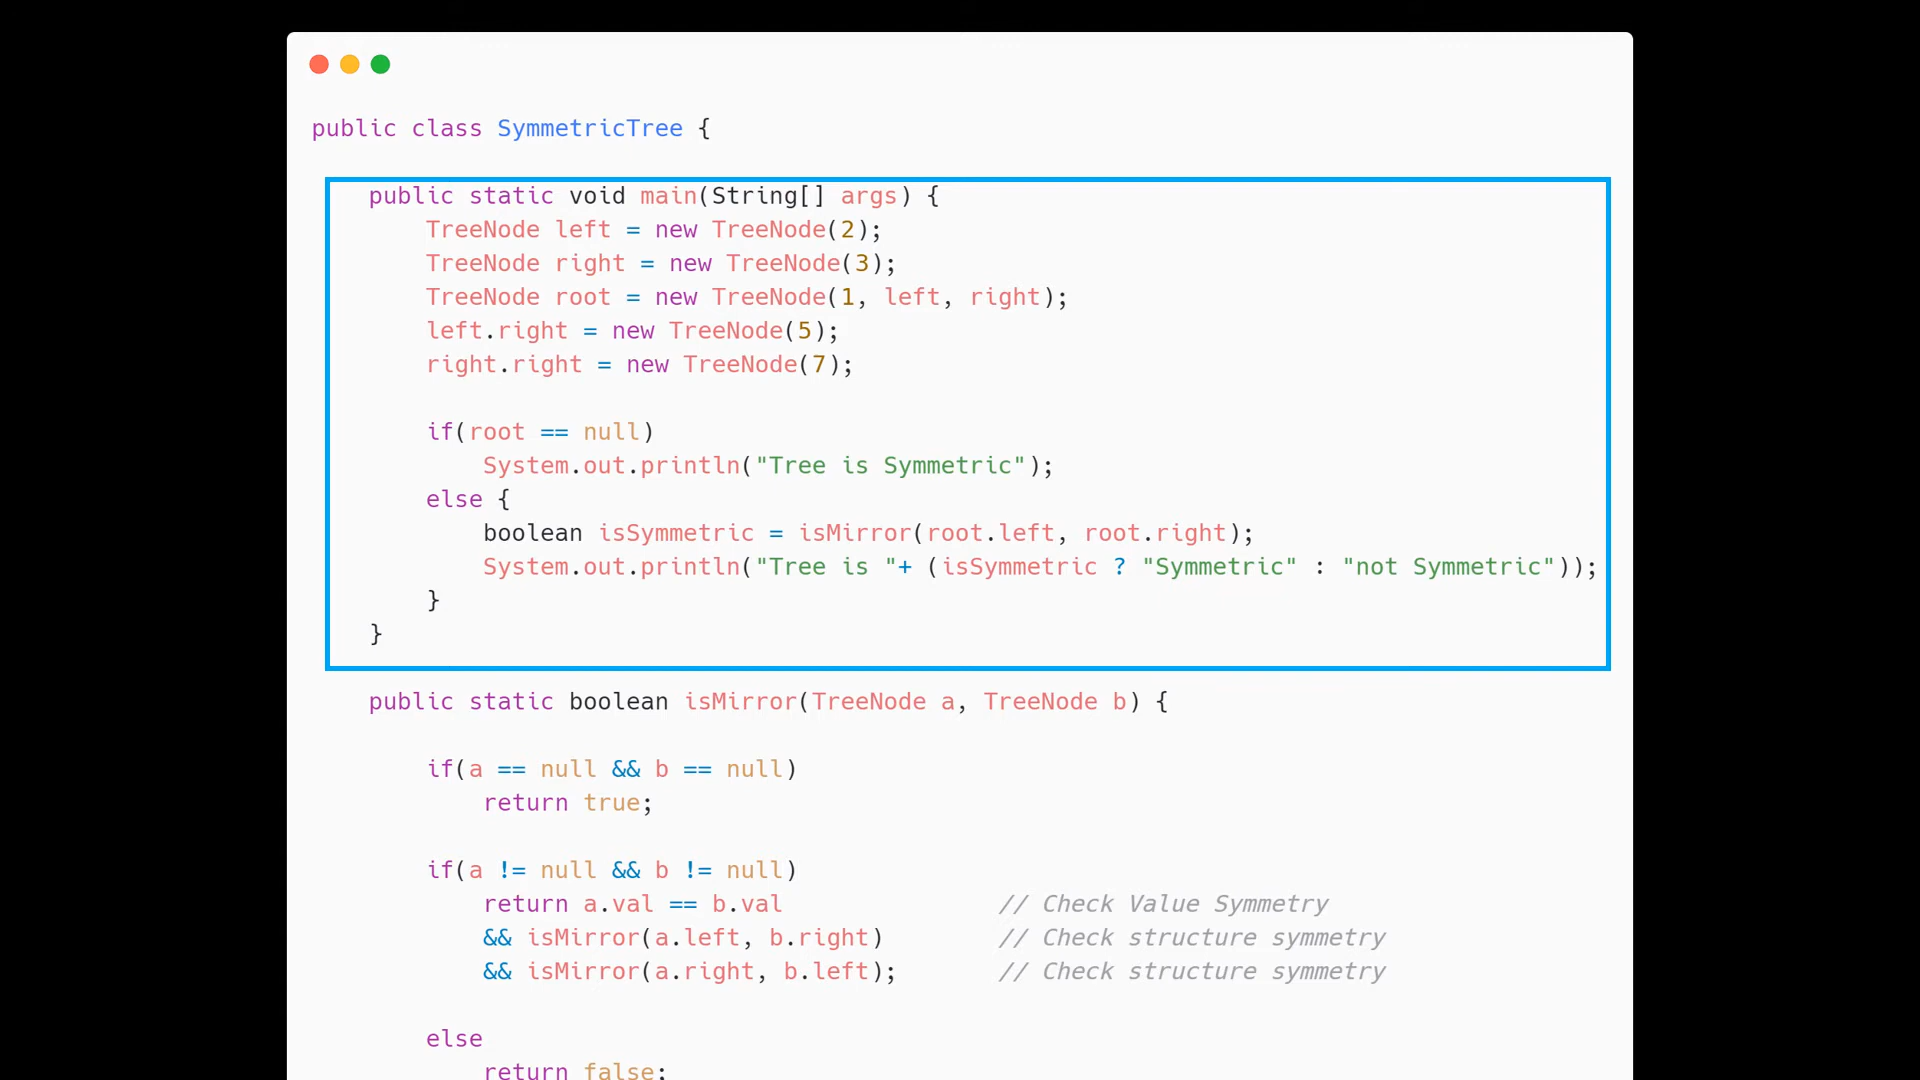 public class SymmetricTree {
public static void main(String[] args) {
TreeNode left = new TreeNode(2);
TreeNode right = new TreeNode(3);
TreeNode root = new TreeNode(1, left, right);
left.right = new TreeNode(5);
right.right = new TreeNode(7);
if(root == null)
System.out.println("Tree is Symmetric");
else {
boolean isSymmetric = isMirror(root.left, root.right);
System.out.println("Tree is "+ (isSymmetric ? "Symmetric" : "not Symmetric"));
}
}
public static boolean isMirror(TreeNode a, TreeNode b) {
if(a == null && b == null)
return true;
if(a != null && b != null)
return a.val == b.val // Check Value Symmetry
&& isMirror(a.left, b.right) // Check structure symmetry
&& isMirror(a.right, b.left); // Check structure symmetry
else
return false;